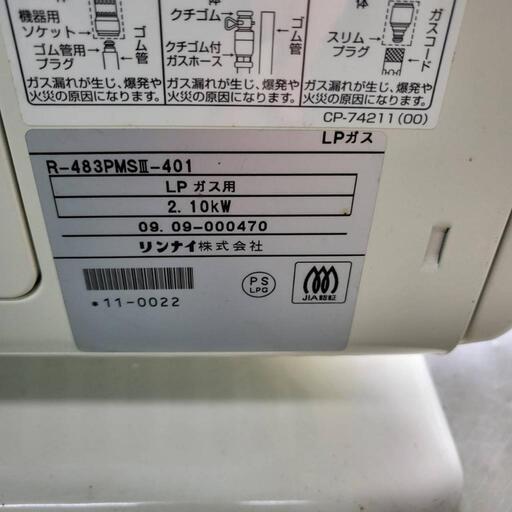 機器用
ソケット
ゴム管用
プラグ
ゴム管
ガス漏れが生じ、爆発や
火災の原因になります。
クチゴム
体
クチゴム付
ガスホース
ゴム管
ガス漏れが生じ、爆発や
火災の原因になります。
体
スリム
プラグ
ガスコード
ガス漏れが生じ、爆発や
火災の原因になります。
CP-74211(00)
LPガス
R-483PMSⅢ-401
LPガス用
2.10kW
09.09-000470
リンナイ株式会社
*11-0022
PS
LPG
JIA認証